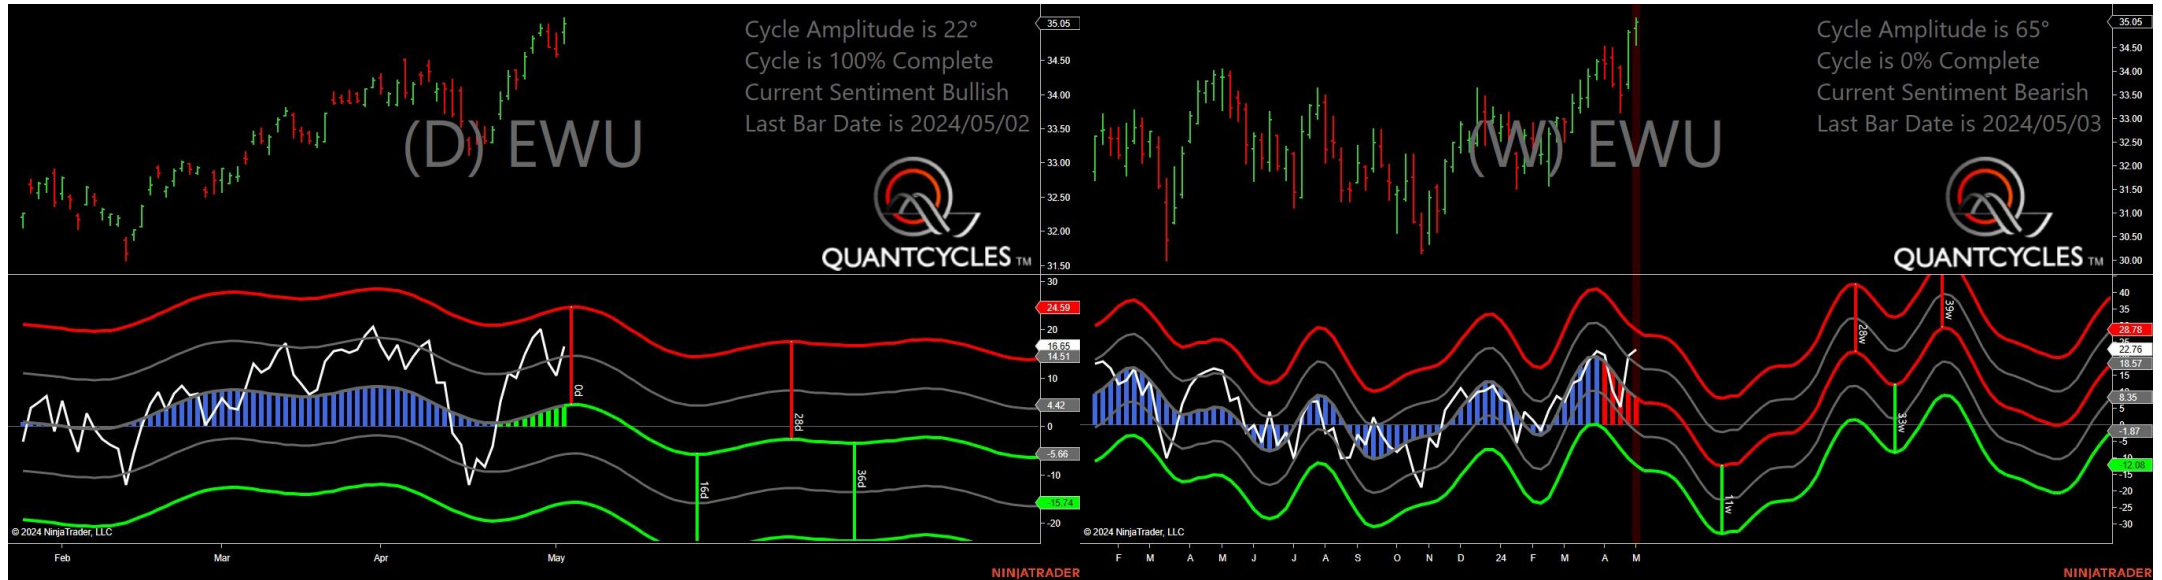 Cycle Amplitude is 22°
Cycle is 100% Complete
Current Sentiment Bullish
Last Bar Date is 2024/05/02
(D) EWU
QUANTCYCLES TM
35.05
34.50
34.00
33.50
33.00
32.50
32.00
31.50
30
24.59
20
16.65
14.51
10
4.42
0
-5.66
-10
-15.74
-20
0d
16d
28d
36d
© 2024 NinjaTrader, LLC
Feb
Mar
Apr
May
NINJATRADER
Cycle Amplitude is 65°
Cycle is 0% Complete
Current Sentiment Bearish
Last Bar Date is 2024/05/03
(W) EWU
QUANTCYCLES TM
35.05
34.50
34.00
33.50
33.00
32.50
32.00
31.50
31.00
30.50
30.00
40
35
28.78
22.76
18.57
15
8.35
5
-1.87
-5
-12.08
-15
-20
-25
-30
11w
28w
33w
39w
© 2024 NinjaTrader, LLC
F M A M J J A S O N D 24 F M A M
NINJATRADER